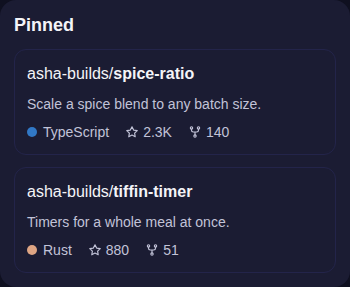 Pinned
asha-builds/spice-ratio
Scale a spice blend to any batch size.
TypeScript 2.3K 140
asha-builds/tiffin-timer
Timers for a whole meal at once.
Rust 880 51